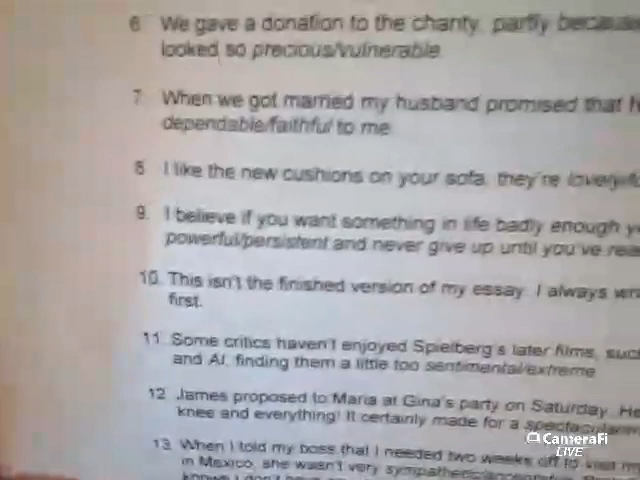 6 We gave a donation to the charity, partly because
looked so precious/vulnerable.
7 When we got married my husband promised that
dependable/faithful to me.
8 I like the new cushions on your sofa, they're
9. I believe if you want something in life badly enough
powerful/persistent and never give up until you've
10. This isn't the finished version of my essay. I always
first.
11. Some critics haven't enjoyed Spielberg's later films, such
and AI, finding them a little too sentimental/extreme.
12. James proposed to Maria at Gina's party on Saturday. He
knee and everything! It certainly made for a
13. When I told my boss that I needed two weeks off to visit
in Mexico, she wasn't very
CameraFi
LIVE